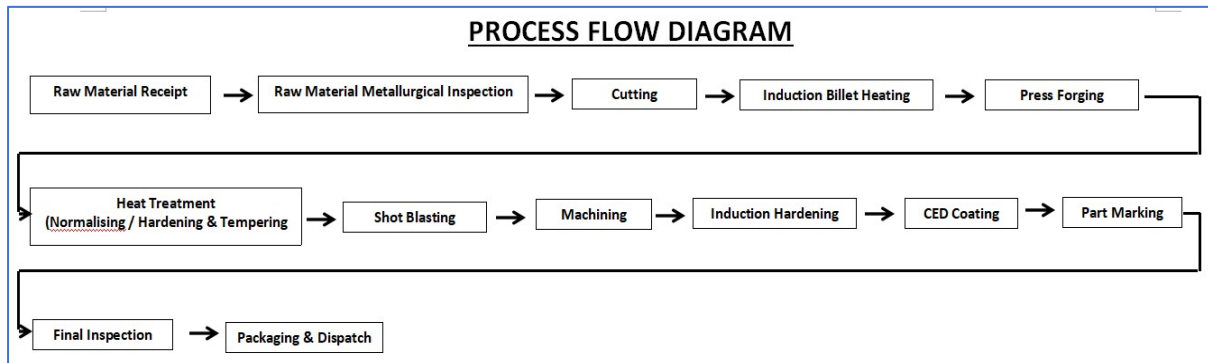 PROCESS FLOW DIAGRAM
Raw Material Receipt
Raw Material Metallurgical Inspection
Cutting
Induction Billet Heating
Press Forging
Heat Treatment
(Normalising / Hardening & Tempering
Shot Blasting
Machining
Induction Hardening
CED Coating
Part Marking
Final Inspection
Packaging & Dispatch